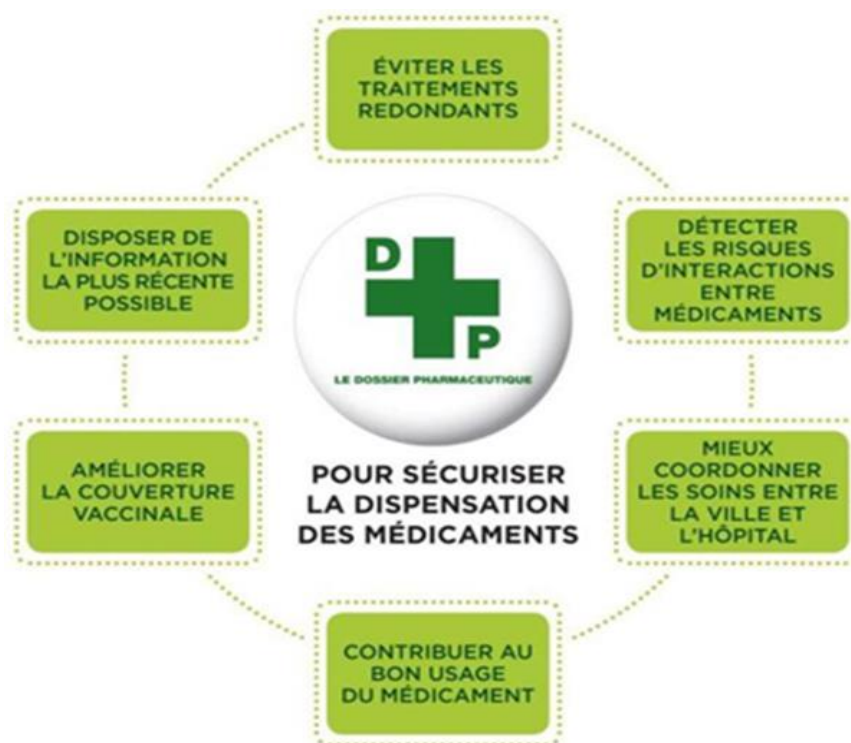 ÉVITER LES
TRAITEMENTS
REDONDANTS
DISPOSER DE
L'INFORMATION
LA PLUS RÉCENTE
POSSIBLE
D
P
LE DOSSIER PHARMACEUTIQUE
DÉTECTER
LES RISQUES
D'INTERACTIONS
ENTRE
MÉDICAMENTS
AMÉLIORER
LA COUVERTURE
VACCINALE
POUR SÉCURISER
LA DISPENSATION
DES MÉDICAMENTS
MIEUX
COORDONNER
LES SOINS ENTRE
LA VILLE ET
L'HÔPITAL
CONTRIBUER AU
BON USAGE
DU MÉDICAMENT